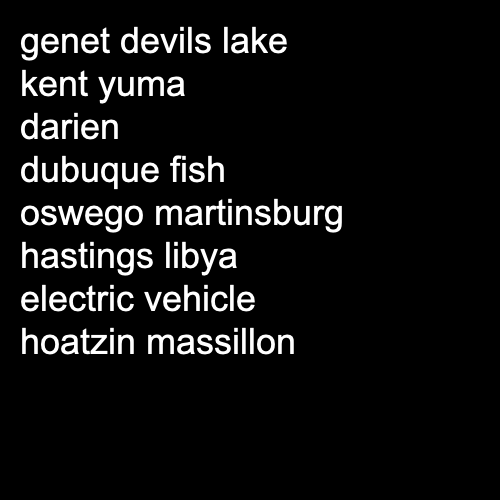 genet devils lake
kent yuma
darien
dubuque fish
oswego martinsburg
hastings libya
electric vehicle
hoatzin massillon